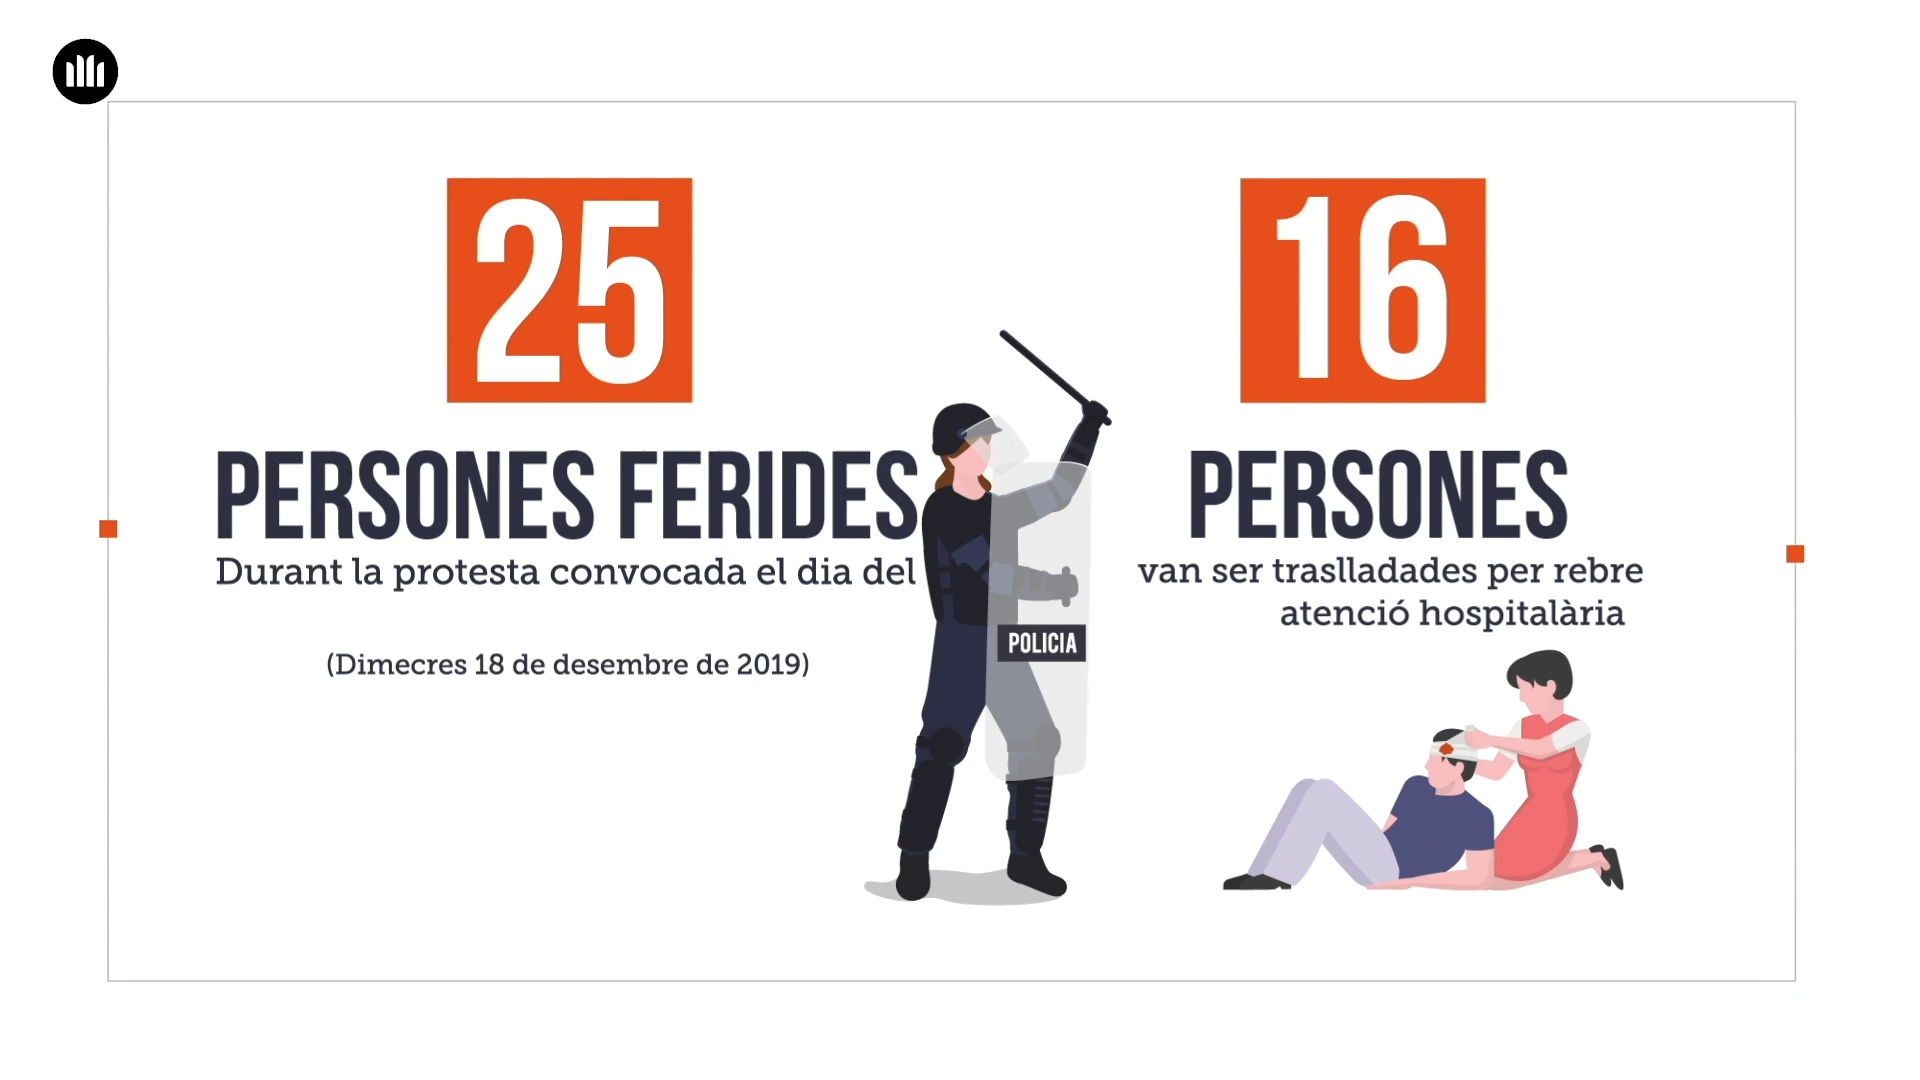 25
PERSONES FERIDES
Durant la protesta convocada el dia del
(Dimecres 18 de desembre de 2019)
POLICIA
16
PERSONES
van ser traslladades per rebre
atenció hospitalària